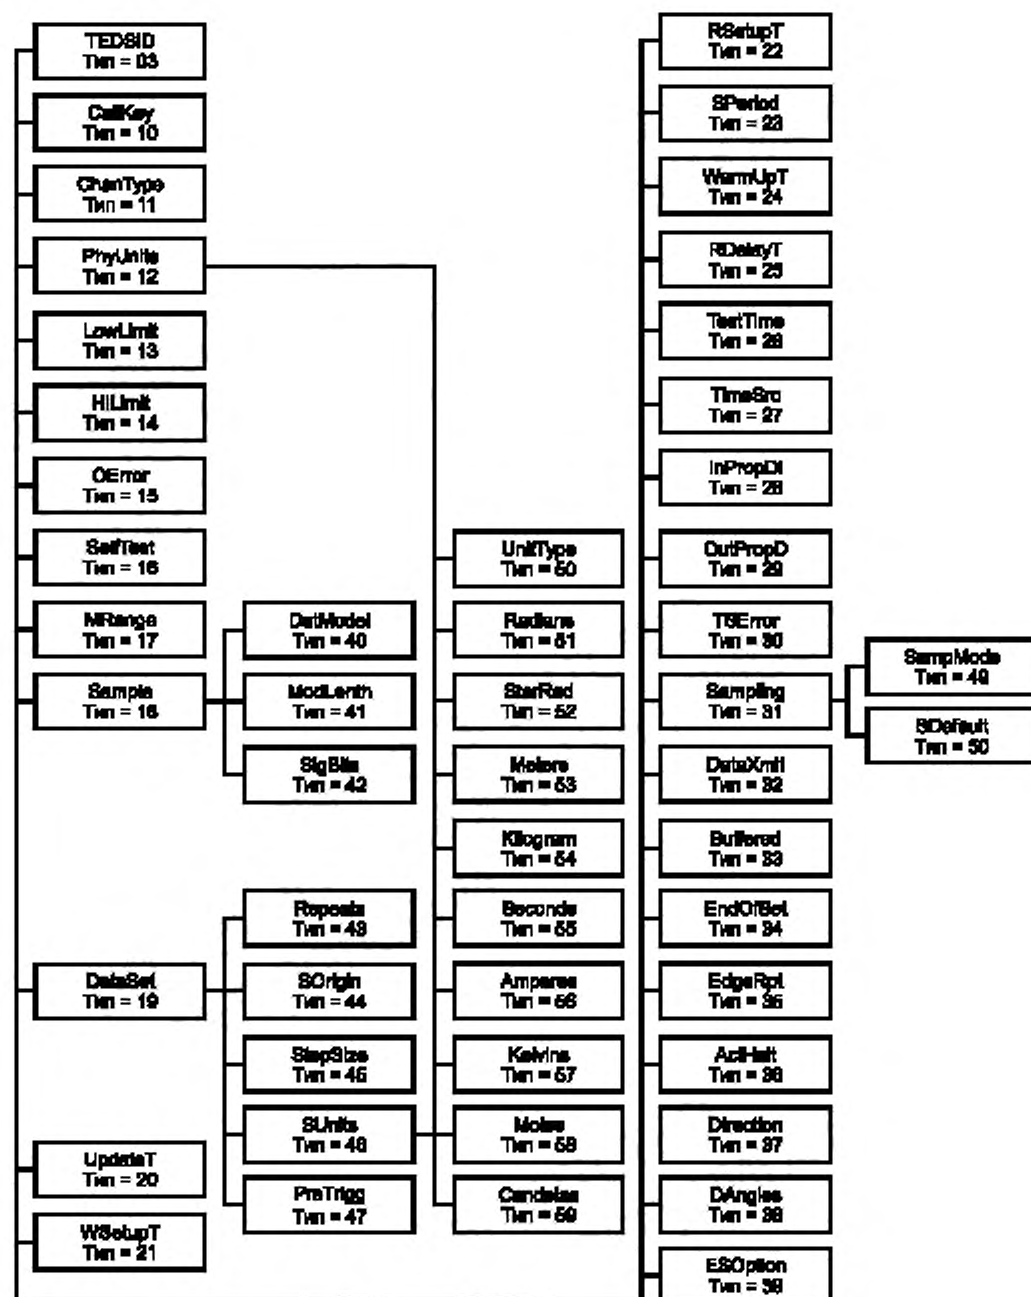 TEDSID
Тип = 03
CalKey
Тип = 10
ChanType
Тип = 11
PhyUnits
Тип = 12
LowLimit
Тип = 13
HiLimit
Тип = 14
OError
Тип = 15
SelfTest
Тип = 16
MRange
Тип = 17
Sample
Тип = 18
DatModel
Тип = 40
ModLenth
Тип = 41
SigBits
Тип = 42
DataSet
Тип = 19
Repeats
Тип = 43
SOrigin
Тип = 44
StepSize
Тип = 45
SUnits
Тип = 46
PreTrigg
Тип = 47
UpdateT
Тип = 20
WSetupT
Тип = 21
UnitType
Тип = 50
Radians
Тип = 51
SterRad
Тип = 52
Meters
Тип = 53
Kilogram
Тип = 54
Seconds
Тип = 55
Amperes
Тип = 56
Kelvins
Тип = 57
Moles
Тип = 58
Candelas
Тип = 59
RSetupT
Тип = 22
SPeriod
Тип = 23
WarmUpT
Тип = 24
RDelayT
Тип = 25
TestTime
Тип = 26
TimeSrc
Тип = 27
InPropDl
Тип = 28
OutPropD
Тип = 29
TSError
Тип = 30
Sampling
Тип = 31
SampMode
Тип = 49
SDefault
Тип = 50
DataXmit
Тип = 32
Buffered
Тип = 33
EndOfSet
Тип = 34
EdgeRpt
Тип = 35
ActHalt
Тип = 36
Direction
Тип = 37
DAngles
Тип = 38
ESOption
Тип = 39